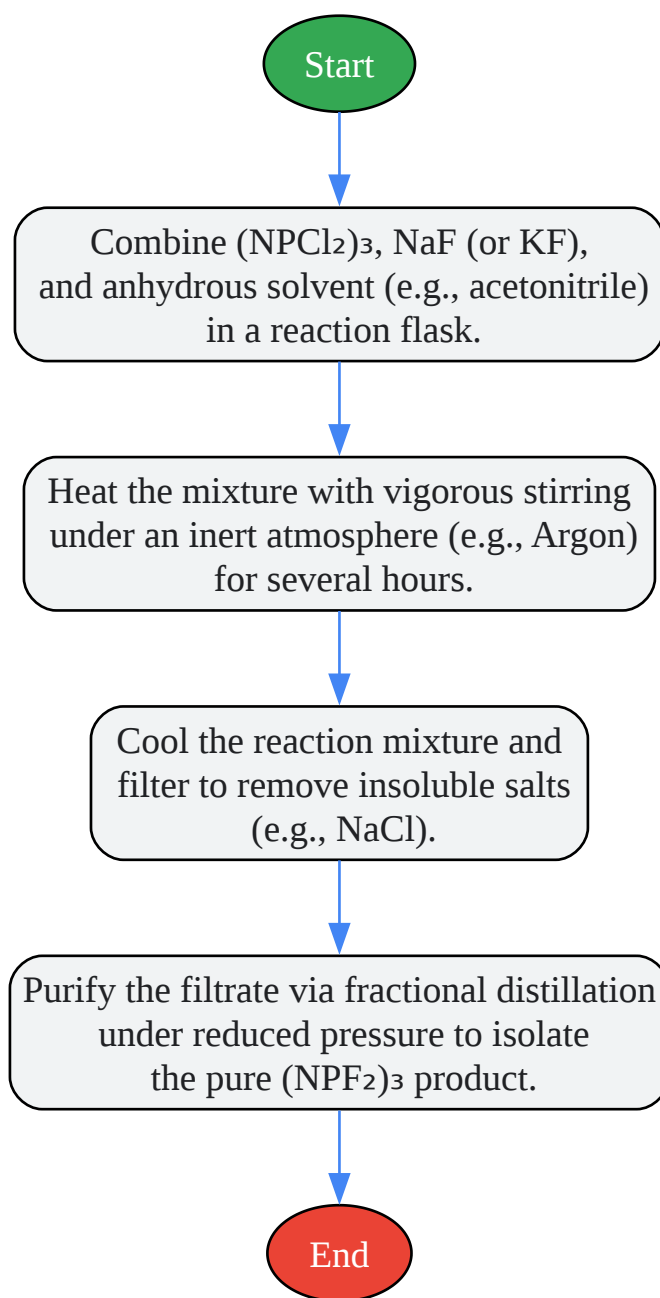 Start
Combine (NPCl₂)₃, NaF (or KF),
and anhydrous solvent (e.g., acetonitrile)
in a reaction flask.
Heat the mixture with vigorous stirring
under an inert atmosphere (e.g., Argon)
for several hours.
Cool the reaction mixture and
filter to remove insoluble salts
(e.g., NaCl).
Purify the filtrate via fractional distillation
under reduced pressure to isolate
the pure (NPF₂)₃ product.
End